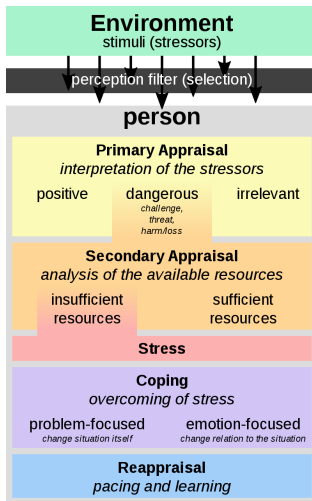 Environment
stimuli (stressors)
perception filter (selection)
person
Primary Appraisal
interpretation of the stressors
positive dangerous irrelevant
challenge,
threat,
harm/loss
Secondary Appraisal
analysis of the available resources
insufficient sufficient
resources resources
Stress
Coping
overcoming of stress
problem-focused emotion-focused
change situation itself change relation to the situation
Reappraisal
pacing and learning